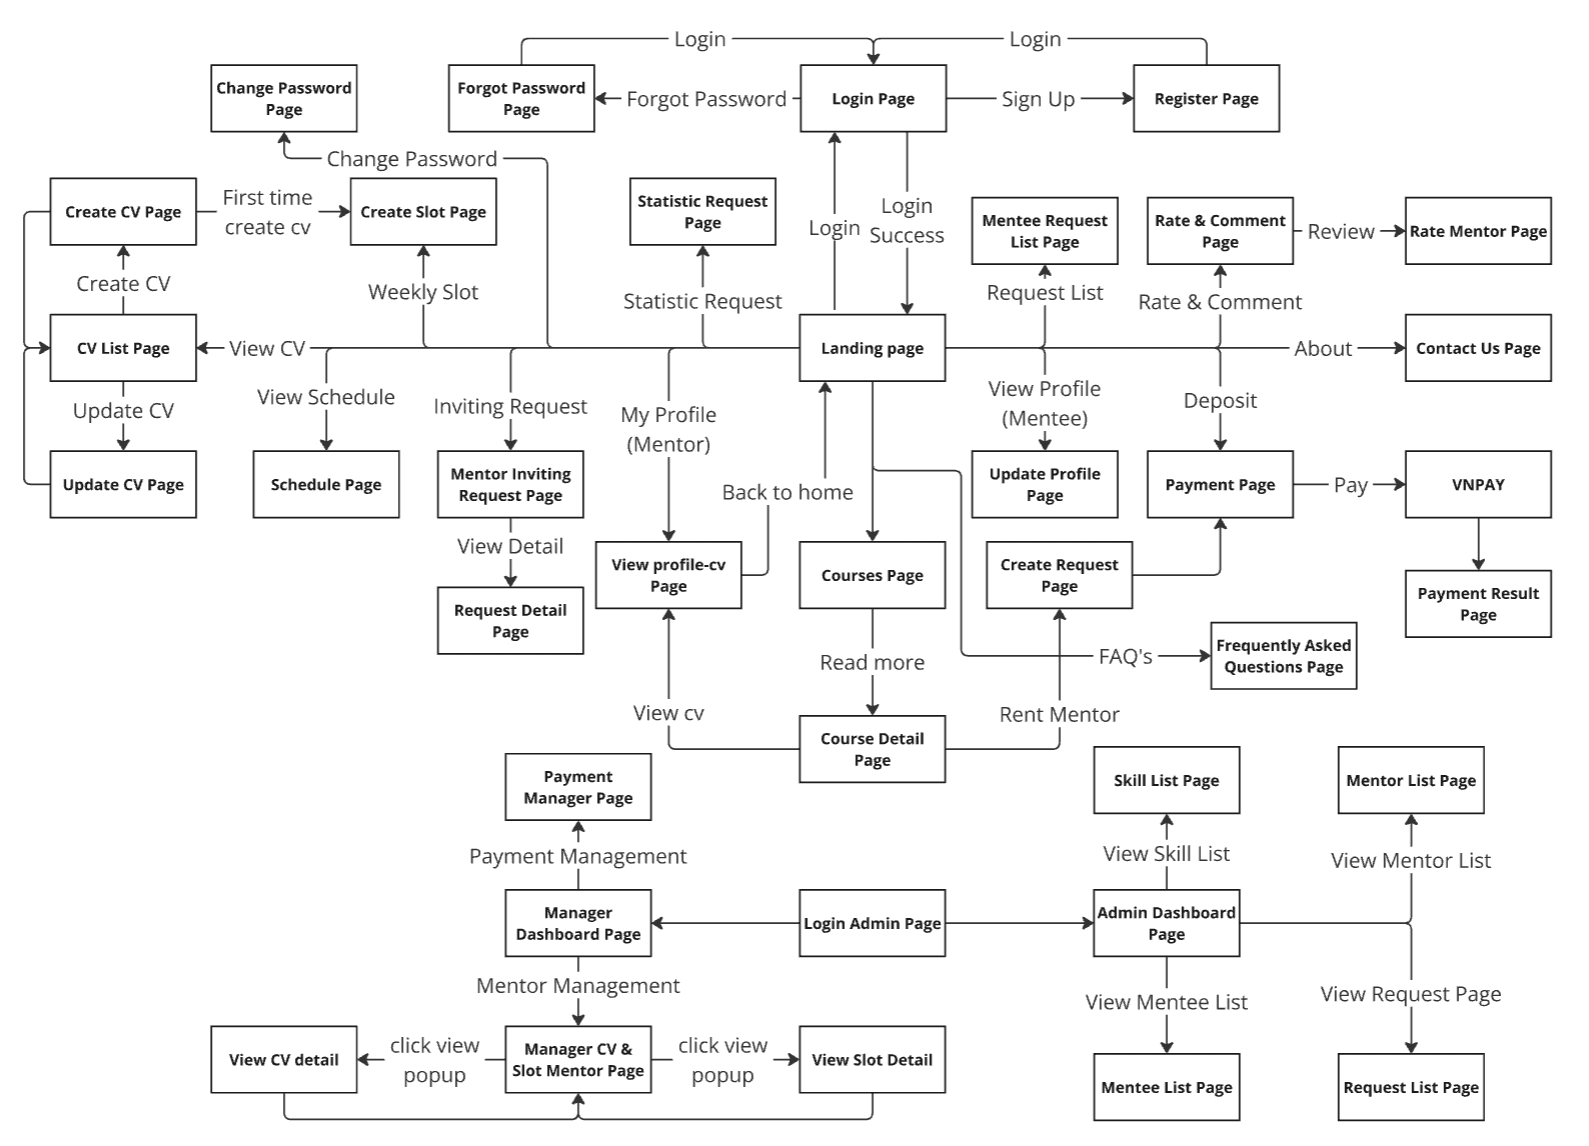 Login
Login
Change Password
Page
Forgot Password
Page
Forgot Password
Login Page
Sign Up
Register Page
Change Password
Create CV Page
First time
create cv
Create Slot Page
Statistic Request
Page
Login
Login
Success
Mentee Request
List Page
Rate & Comment
Page
Review
Rate Mentor Page
Create CV
Weekly Slot
Statistic Request
Request List
Rate & Comment
CV List Page
View CV
Landing page
About
Contact Us Page
Update CV
View Schedule
Inviting Request
My Profile
(Mentor)
View Profile
(Mentee)
Deposit
Update CV Page
Schedule Page
Mentor Inviting
Request Page
Back to home
Update Profile
Page
Payment Page
Pay
VNPAY
View Detail
View profile-cv
Page
Courses Page
Create Request
Page
Payment Result
Page
Request Detail
Page
Read more
FAQ's
Frequently Asked
Questions Page
View cv
Rent Mentor
Course Detail
Page
Payment
Manager Page
Skill List Page
Mentor List Page
Payment Management
View Skill List
View Mentor List
Manager
Dashboard Page
Login Admin Page
Admin Dashboard
Page
Mentor Management
View Mentee List
View Request Page
View CV detail
click view
popup
Manager CV &
Slot Mentor Page
click view
popup
View Slot Detail
Mentee List Page
Request List Page